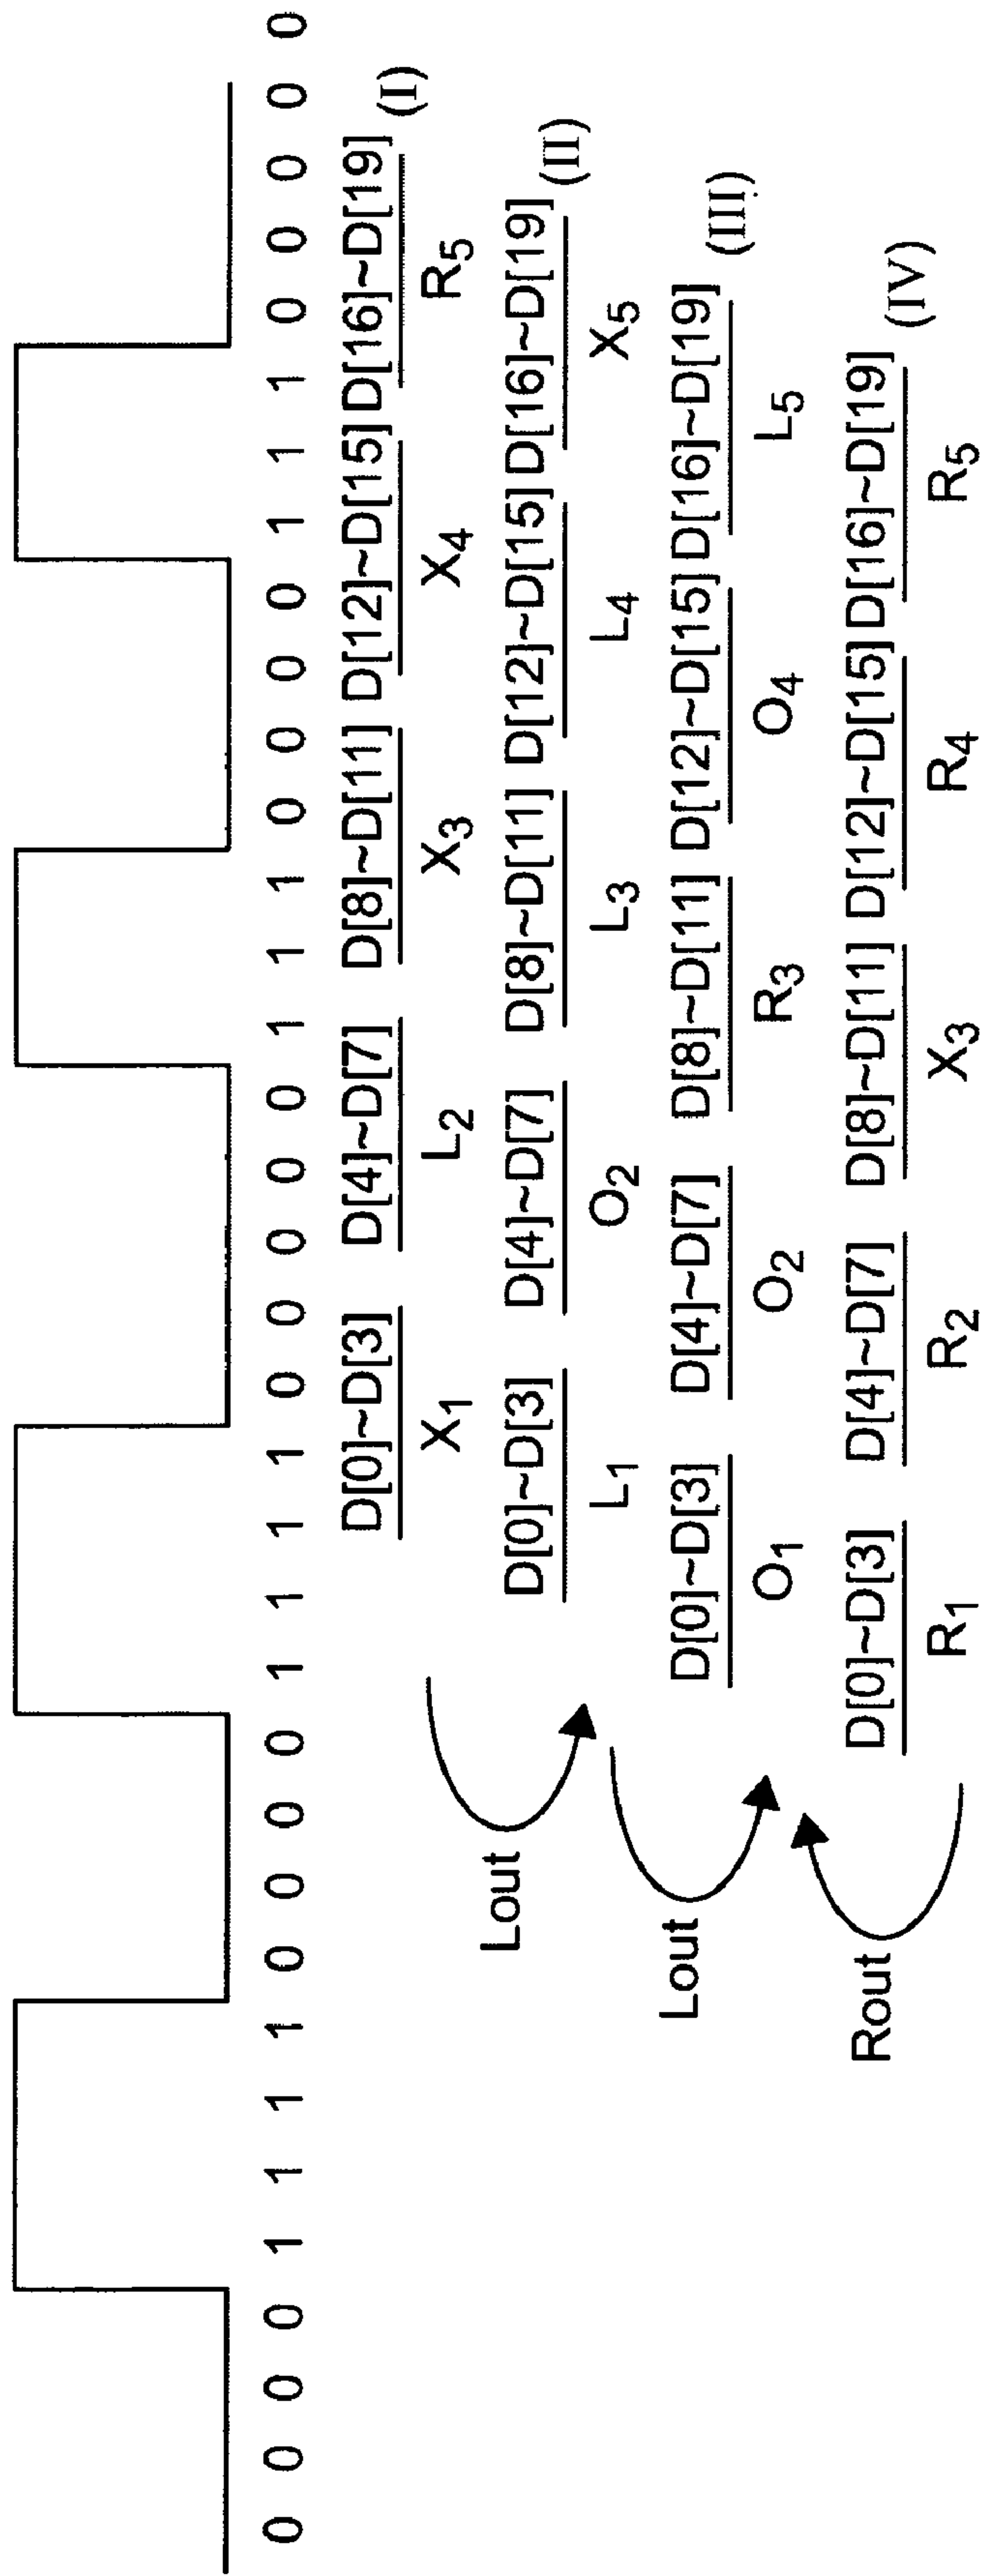 0 0 0 0 1 1 1 1 0 0 0 0 1 1 1 1 0 0 0 0 0 1 1 1 0 0 0 0 1 1 1 0 0 0 0 0
D[0]~D[3] D[4]~D[7] D[8]~D[11] D[12]~D[15] D[16]~D[19] (I)
X₁ L₂ X₃ X₄ R₅
Lout
D[0]~D[3] D[4]~D[7] D[8]~D[11] D[12]~D[15] D[16]~D[19] (II)
L₁ O₂ L₃ L₄ X₅
Lout
D[0]~D[3] D[4]~D[7] D[8]~D[11] D[12]~D[15] D[16]~D[19] (III)
O₁ O₂ R₃ O₄ L₅
Rout
D[0]~D[3] D[4]~D[7] D[8]~D[11] D[12]~D[15] D[16]~D[19] (IV)
R₁ R₂ X₃ R₄ R₅